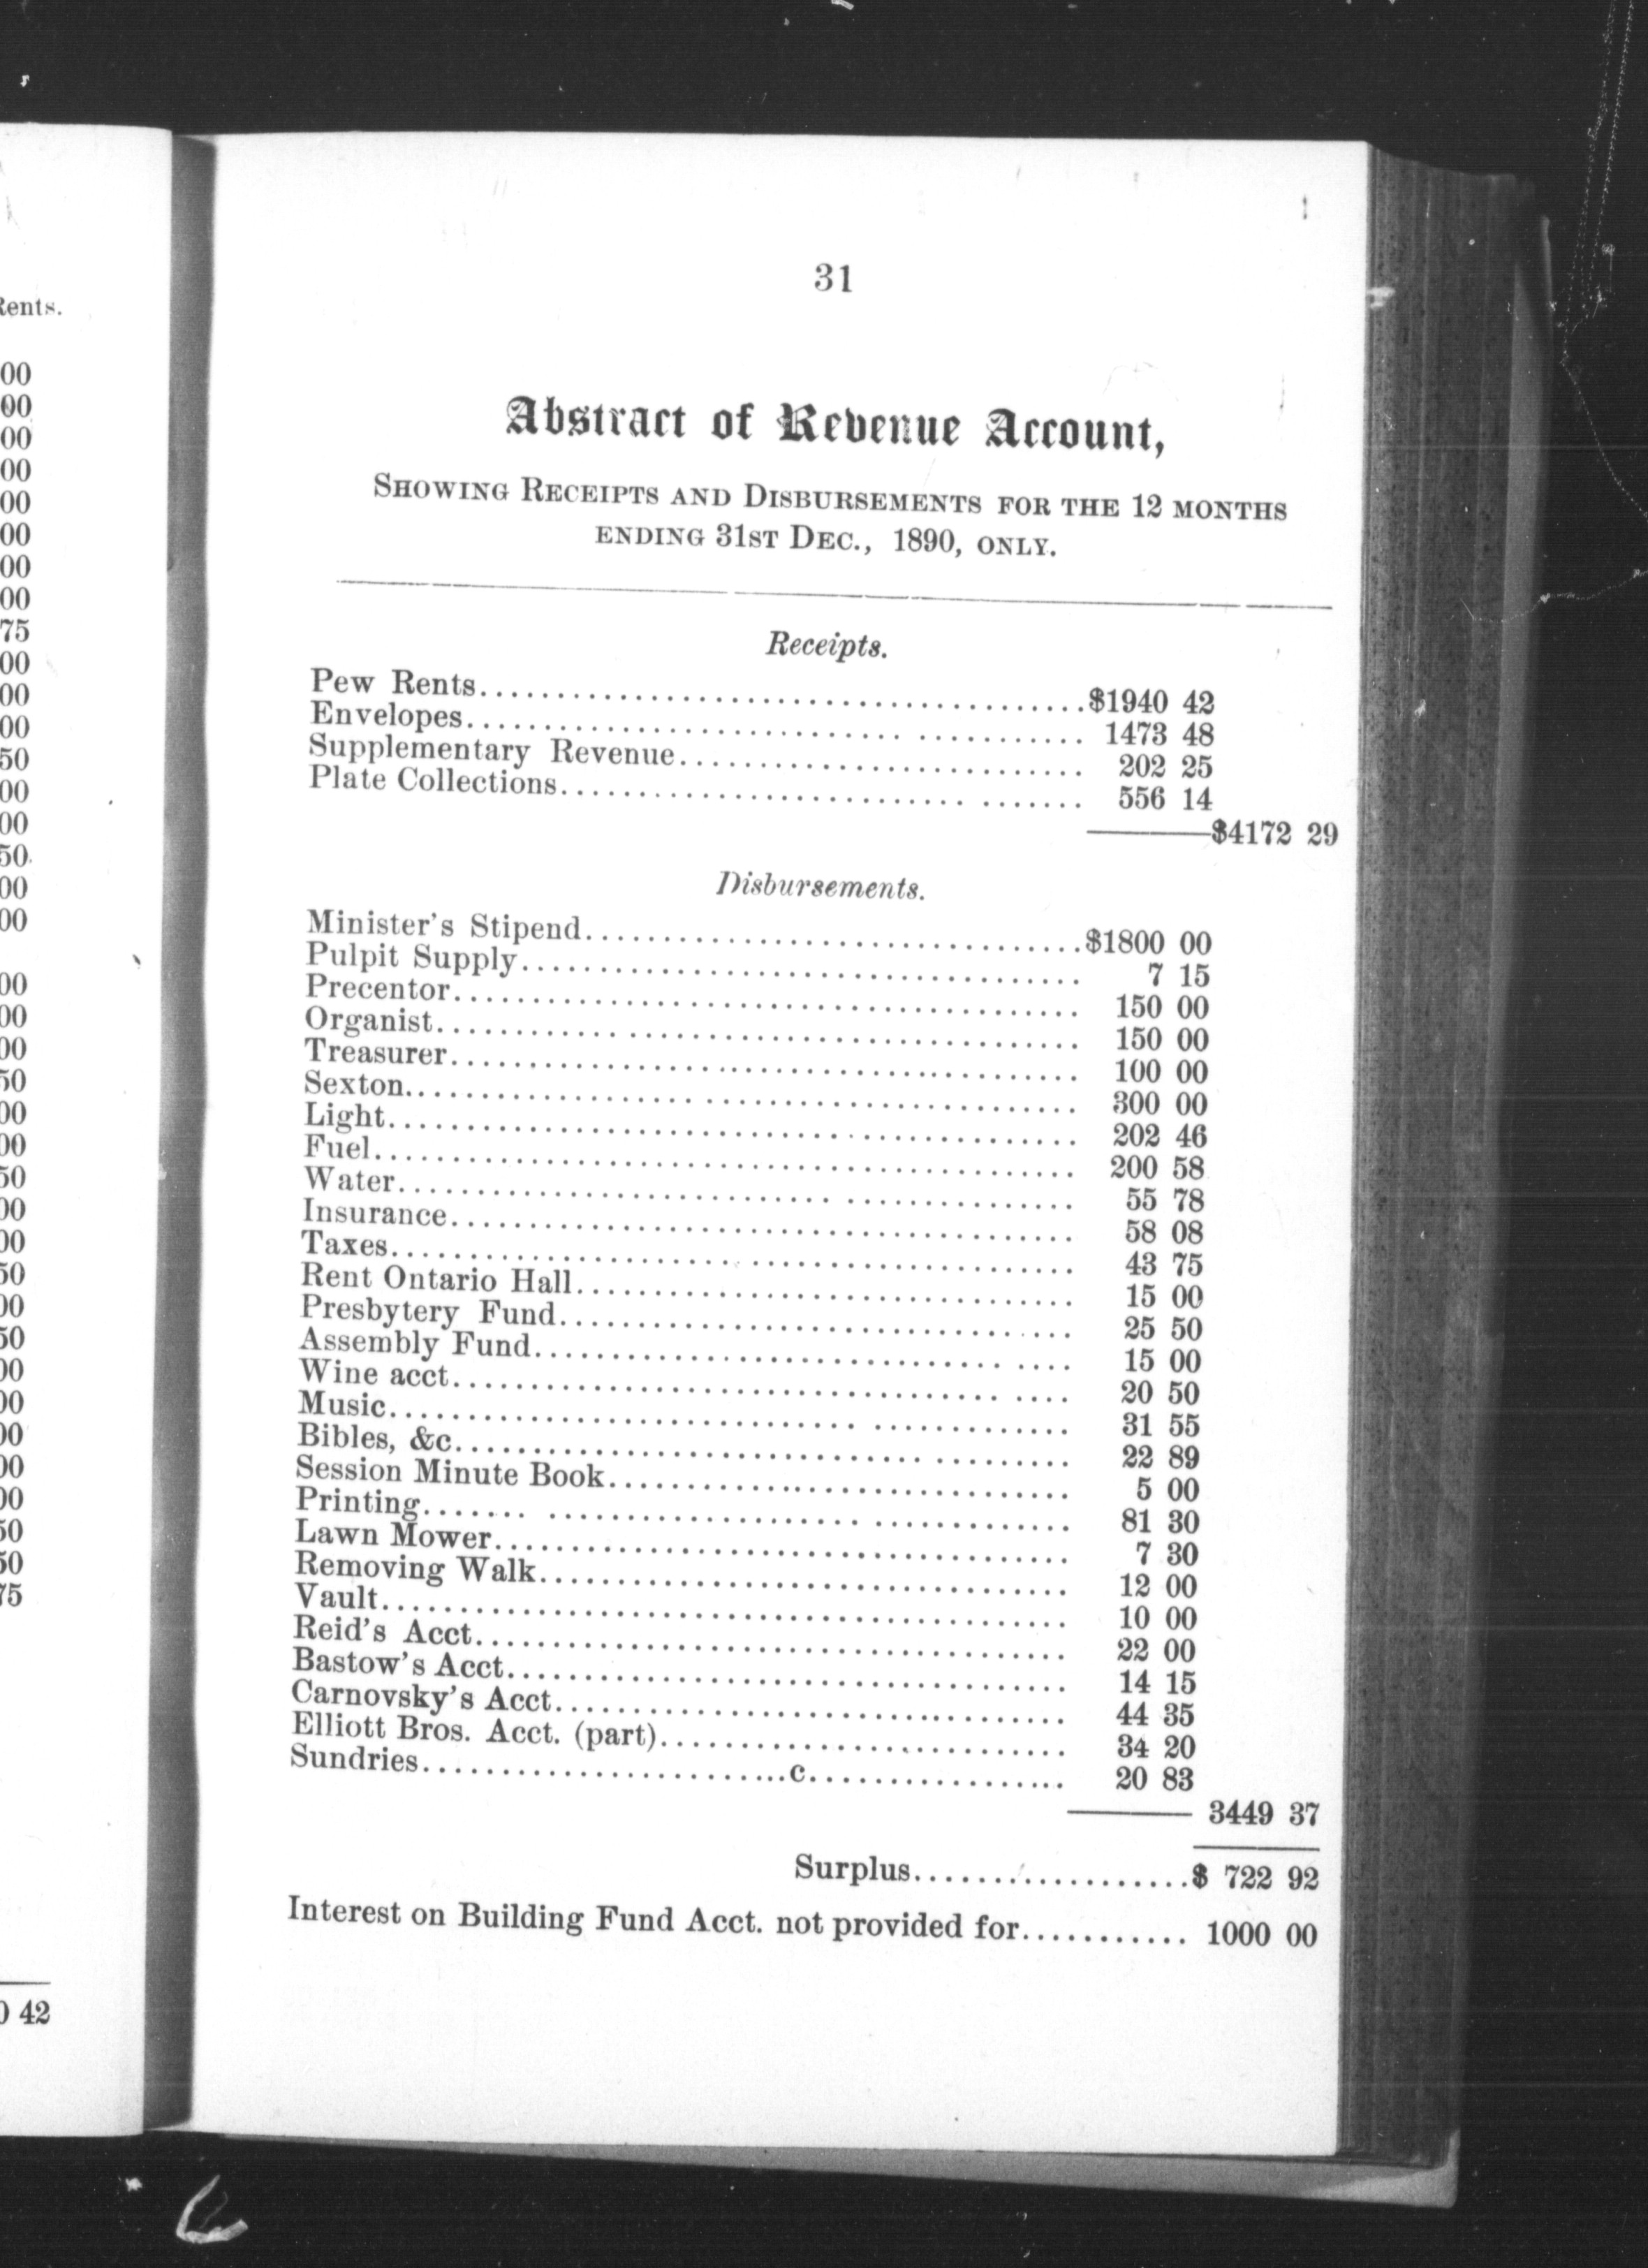 31
Abstract of Revenue Account,
SHOWING RECEIPTS AND DISBURSEMENTS FOR THE 12 MONTHS
ENDING 31ST DEC., 1890, ONLY.
Receipts.
Pew Rents..........$1940 42
Envelopes.......... 1473 48
Supplementary Revenue.......... 202 25
Plate Collections.......... 556 14
$4172 29
Disbursements.
Minister's Stipend..........$1800 00
Pulpit Supply.......... 7 15
Precentor.......... 150 00
Organist.......... 150 00
Treasurer.......... 100 00
Sexton.......... 300 00
Light.......... 202 46
Fuel.......... 200 58
Water.......... 55 78
Insurance.......... 58 08
Taxes.......... 43 75
Rent Ontario Hall.......... 15 00
Presbytery Fund.......... 25 50
Assembly Fund.......... 15 00
Wine acct.......... 20 50
Music.......... 31 55
Bibles, &c.......... 22 89
Session Minute Book.......... 5 00
Printing.......... 81 30
Lawn Mower.......... 7 30
Removing Walk.......... 12 00
Vault.......... 10 00
Reid's Acct.......... 22 00
Bastow's Acct.......... 14 15
Carnovsky's Acct.......... 44 35
Elliott Bros. Acct. (part).......... 34 20
Sundries..........c.......... 20 83
3449 37
Surplus..........$ 722 92
Interest on Building Fund Acct. not provided for.......... 1000 00